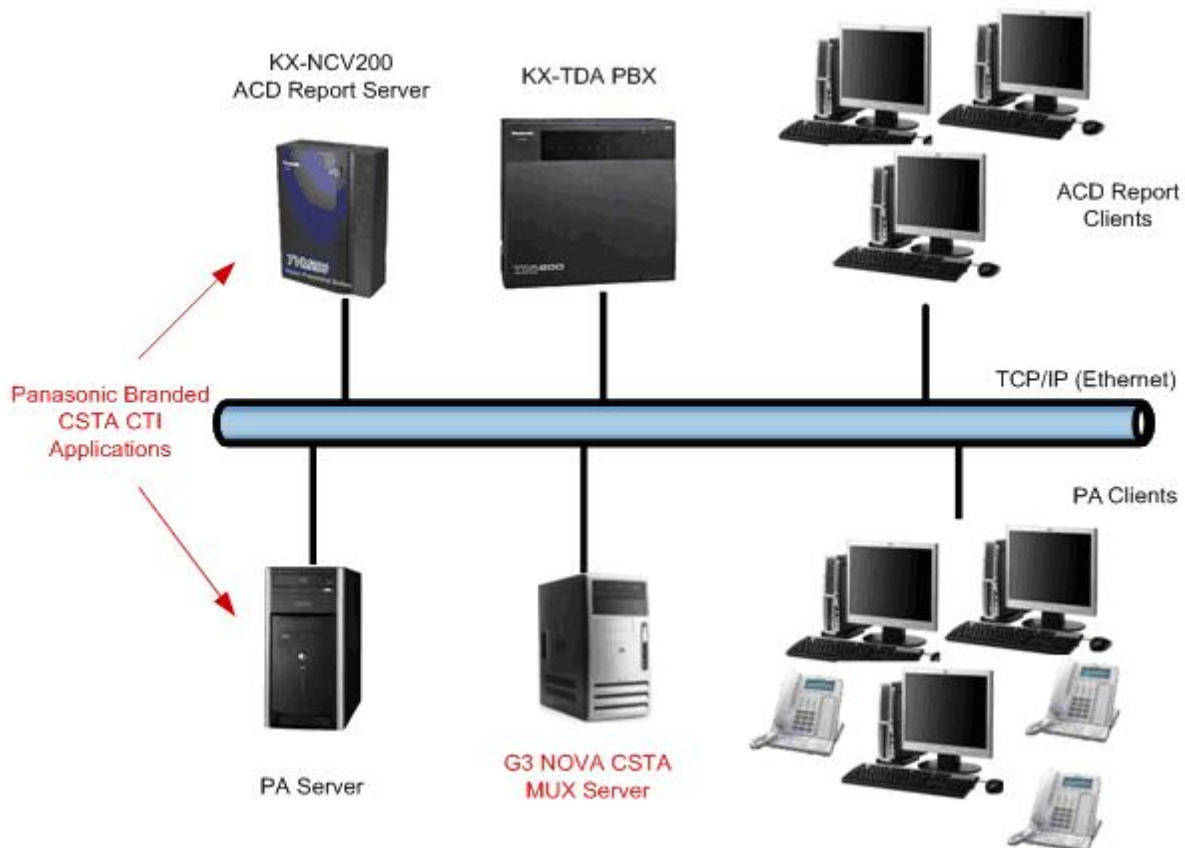 KX-NCV200
ACD Report Server
KX-TDA PBX
ACD Report
Clients
TCP/IP (Ethernet)
Panasonic Branded
CSTA CTI
Applications
PA Clients
PA Server
G3 NOVA CSTA
MUX Server